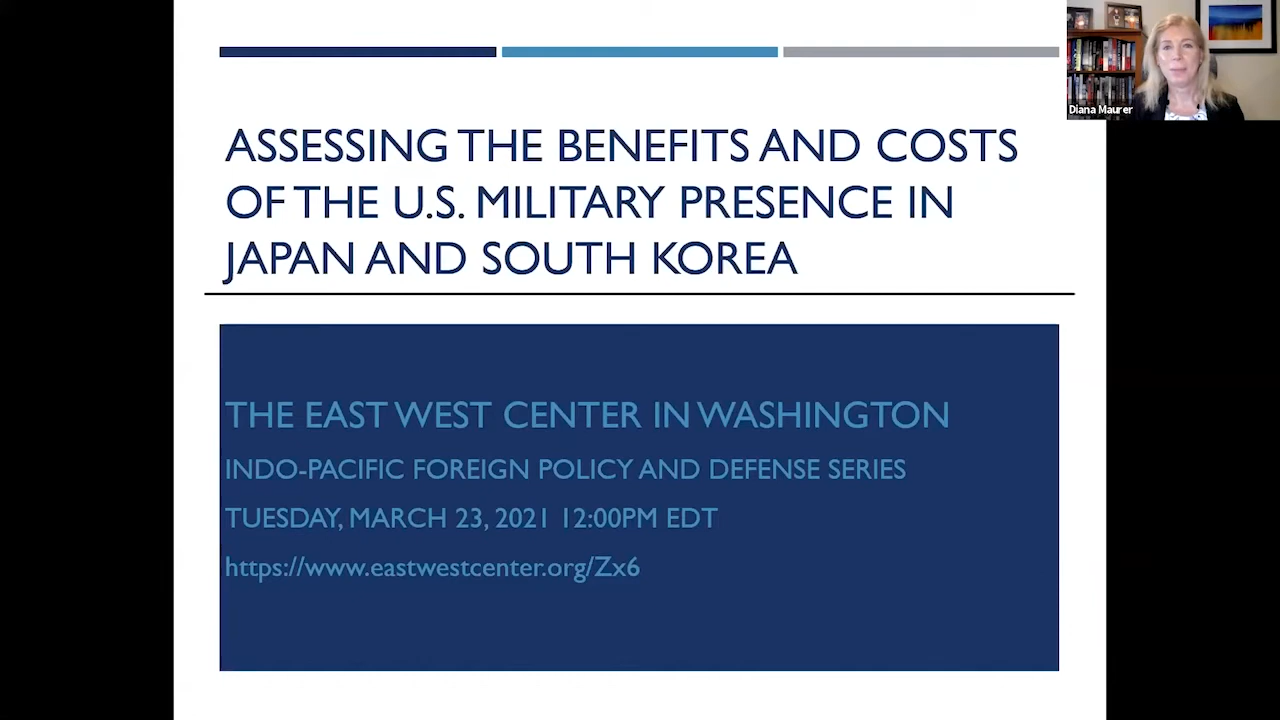 ASSESSING THE BENEFITS AND COSTS
OF THE U.S. MILITARY PRESENCE IN
JAPAN AND SOUTH KOREA
THE EAST WEST CENTER IN WASHINGTON
INDO-PACIFIC FOREIGN POLICY AND DEFENSE SERIES
TUESDAY, MARCH 23, 2021 12:00PM EDT
https://www.eastwestcenter.org/Zx6
Diana Maurer